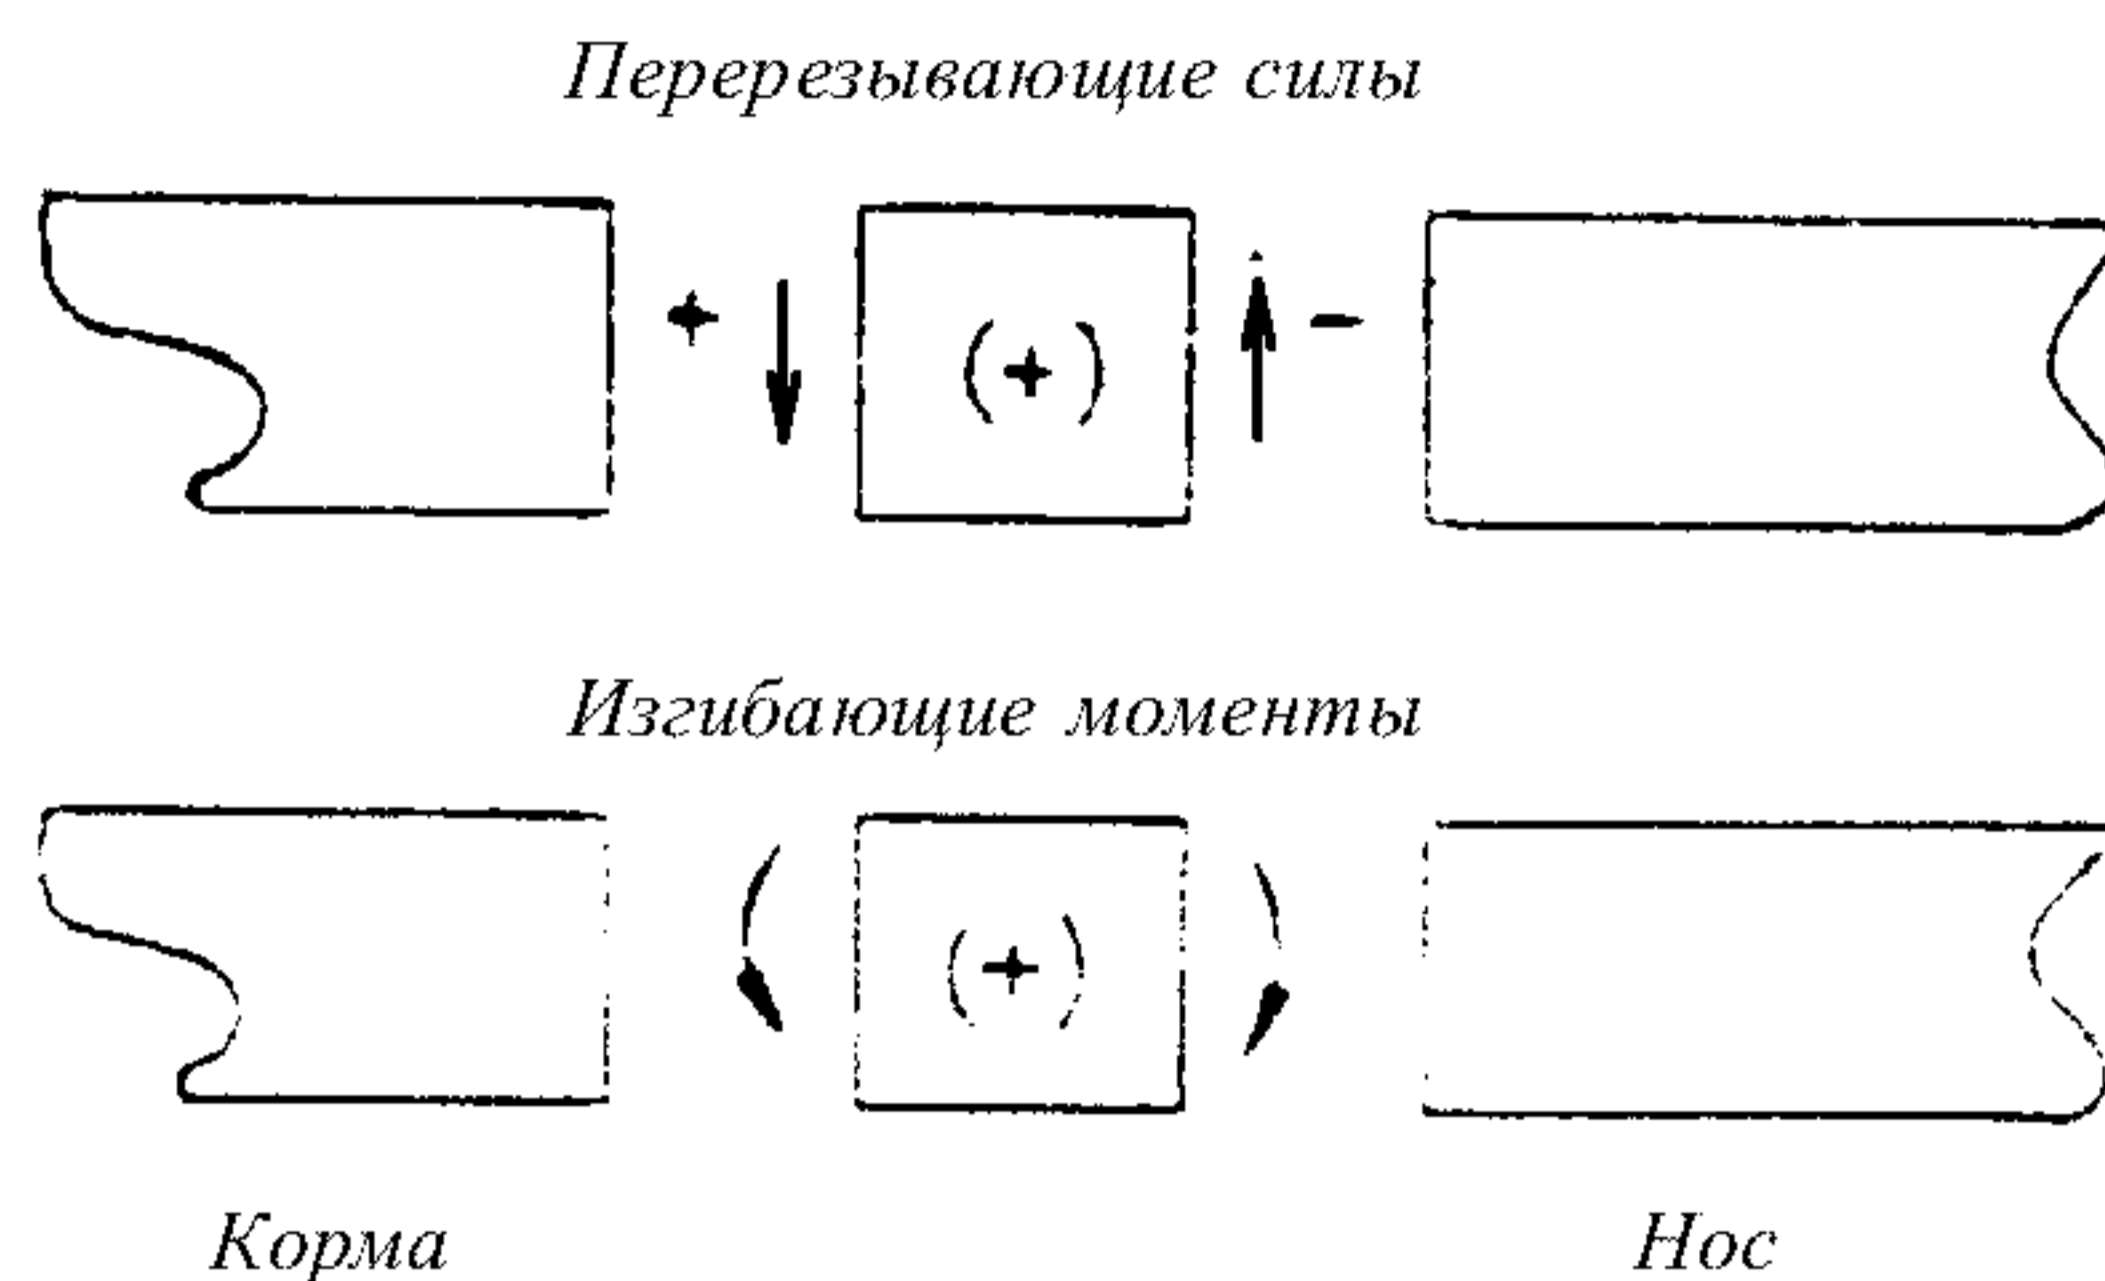 Перерезывающие силы
+ (+) −
Изгибающие моменты
(+)
Корма Нос